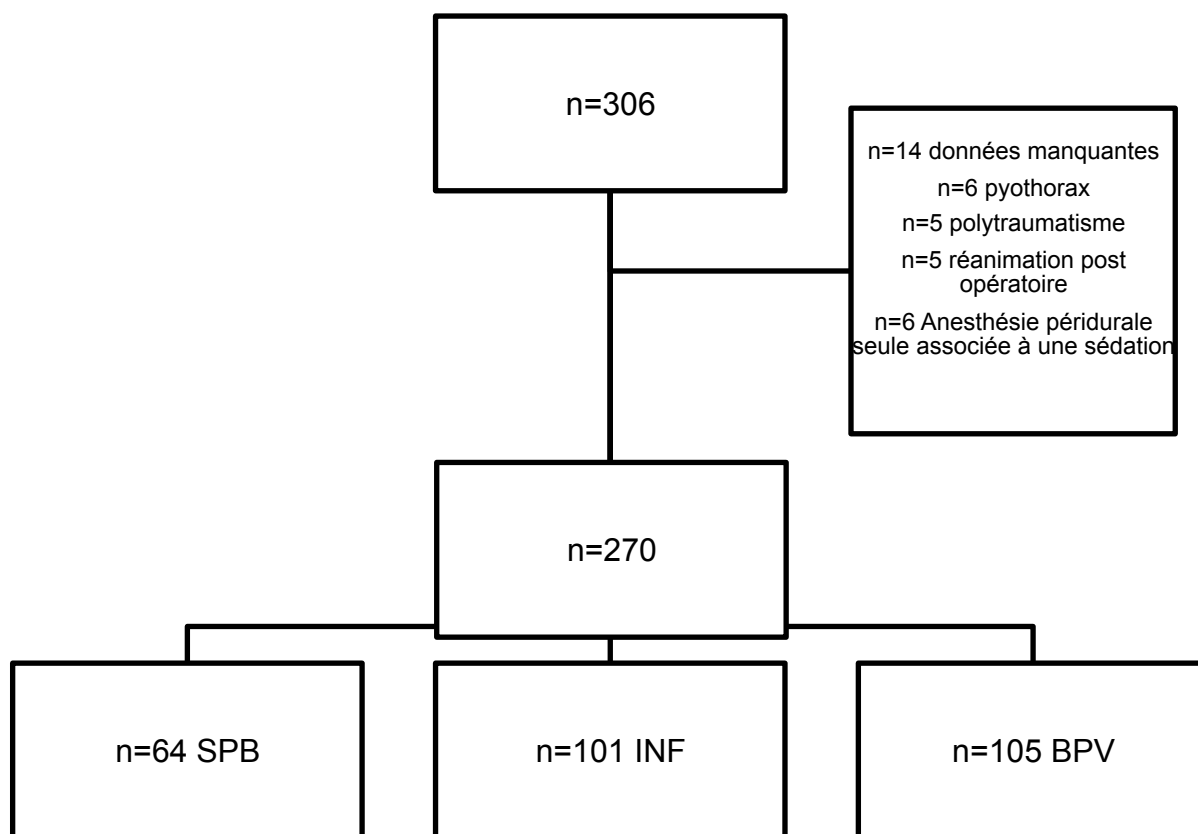 n=306
n=14 données manquantes
n=6 pyothorax
n=5 polytraumatisme
n=5 réanimation post
opératoire
n=6 Anesthésie péridurale
seule associée à une sédation
n=270
n=64 SPB
n=101 INF
n=105 BPV